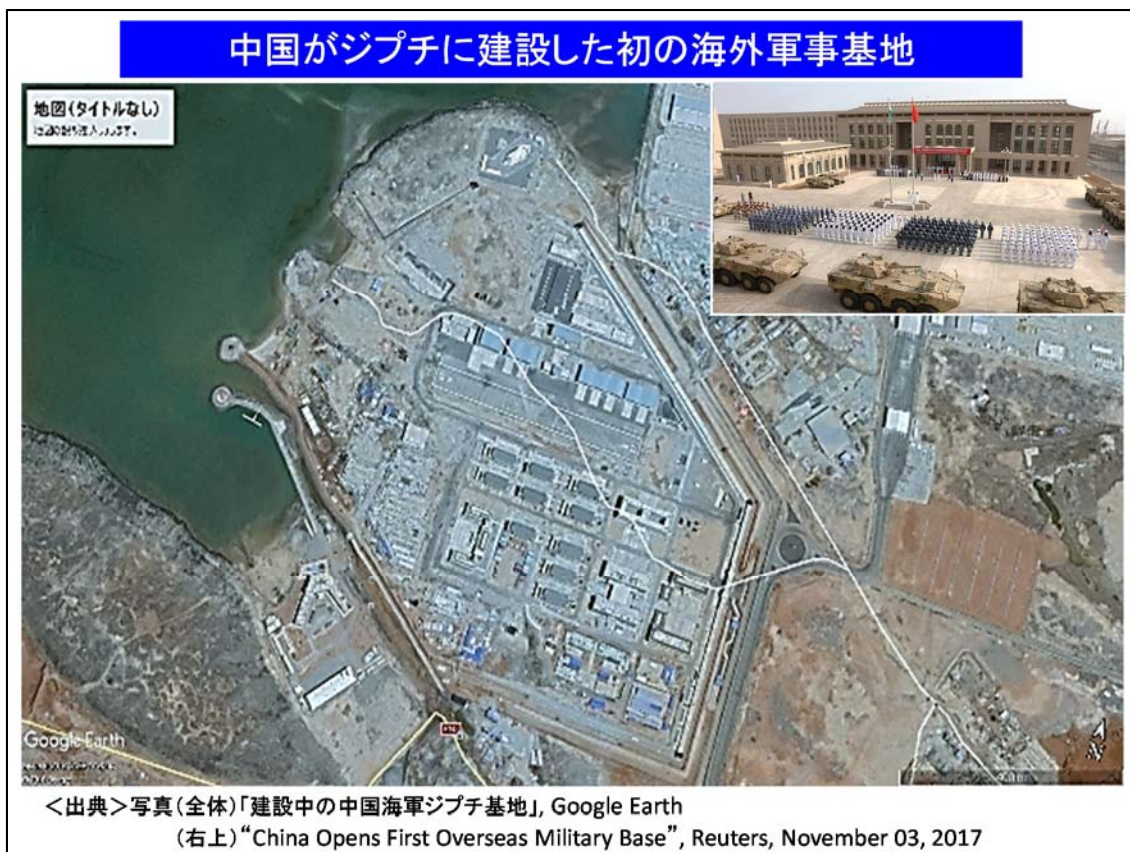 中国がジプチに建設した初の海外軍事基地
地図(タイトルなし)
Google Earth
N
<出典>写真(全体)「建設中の中国海軍ジプチ基地」, Google Earth
(右上)“China Opens First Overseas Military Base”, Reuters, November 03, 2017